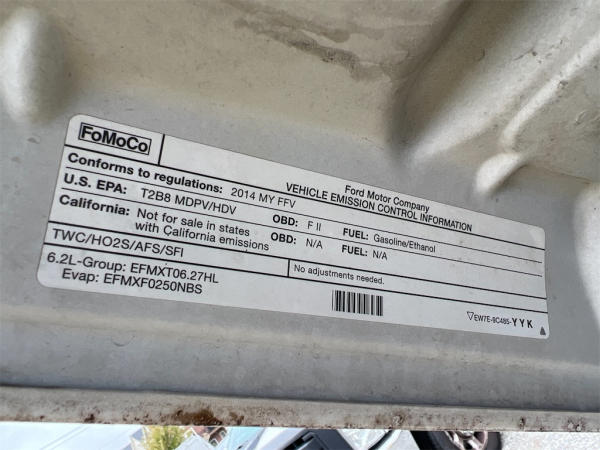 FoMoCo
Ford Motor Company
VEHICLE EMISSION CONTROL INFORMATION
Conforms to regulations: 2014 MY FFV
U.S. EPA: T2B8 MDPV/HDV OBD: F II FUEL: Gasoline/Ethanol
California: Not for sale in states with California emissions OBD: N/A FUEL: N/A
TWC/HO2S/AFS/SFI
No adjustments needed.
6.2L-Group: EFMXT06.27HL
Evap: EFMXF0250NBS
EW7E-9C485-YYK